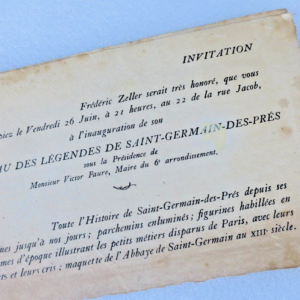 INVITATION
Frédéric Zeller serait très honoré, que vous
le Vendredi 26 Juin, à 21 heures, au 22 de la rue Jacob,
à l'inauguration de son
DES LÉGENDES DE SAINT-GERMAIN-DES-PRÉS
sous la Présidence de
Monsieur Victor Faure, Maire du 6e arrondissement.
Toute l'Histoire de Saint-Germain-des-Prés depuis ses
jusqu'à nos jours ; parchemins enluminés ; figurines habillées en
d'époque illustrant les petits métiers disparus de Paris, avec leurs
et leurs cris ; maquette de l'Abbaye de Saint-Germain au XIIIe siècle.